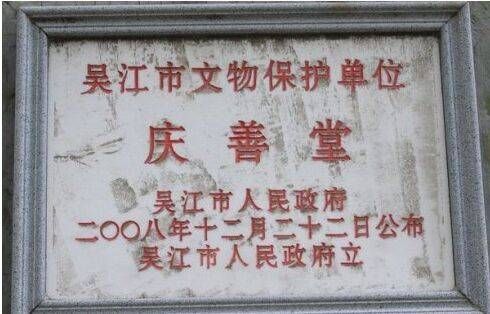 吴江市文物保护单位
庆善堂
吴江市人民政府
二〇〇八年十二月二十二日公布
吴江市人民政府立